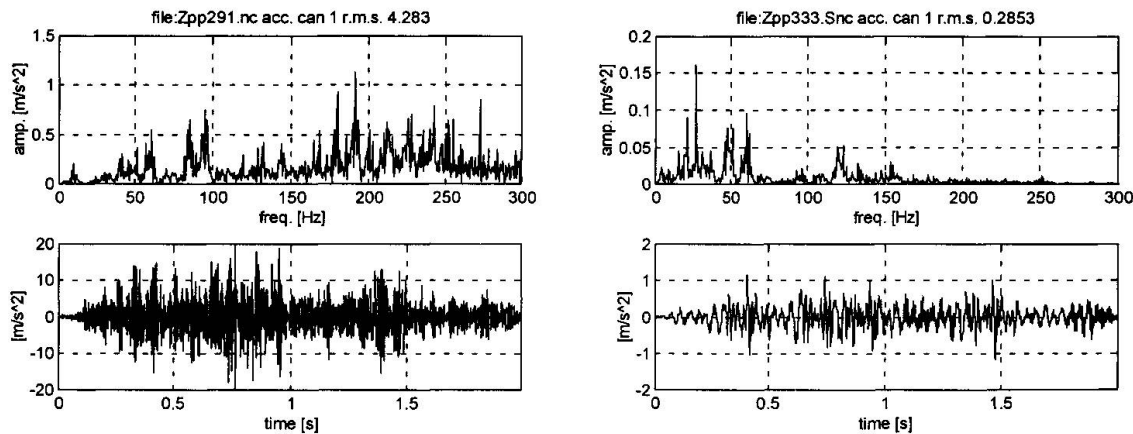 file:Zpp291.nc acc. can 1 r.m.s. 4.283
1.5
1
0.5
0
amp. [m/s^2]
0 50 100 150 200 250 300
freq. [Hz]
20
10
0
-10
-20
[m/s^2]
0 0.5 1 1.5
time [s]
file:Zpp333.Snc acc. can 1 r.m.s. 0.2853
0.2
0.15
0.1
0.05
0
amp. [m/s^2]
0 50 100 150 200 250 300
freq. [Hz]
2
1
0
-1
-2
[m/s^2]
0 0.5 1 1.5
time [s]